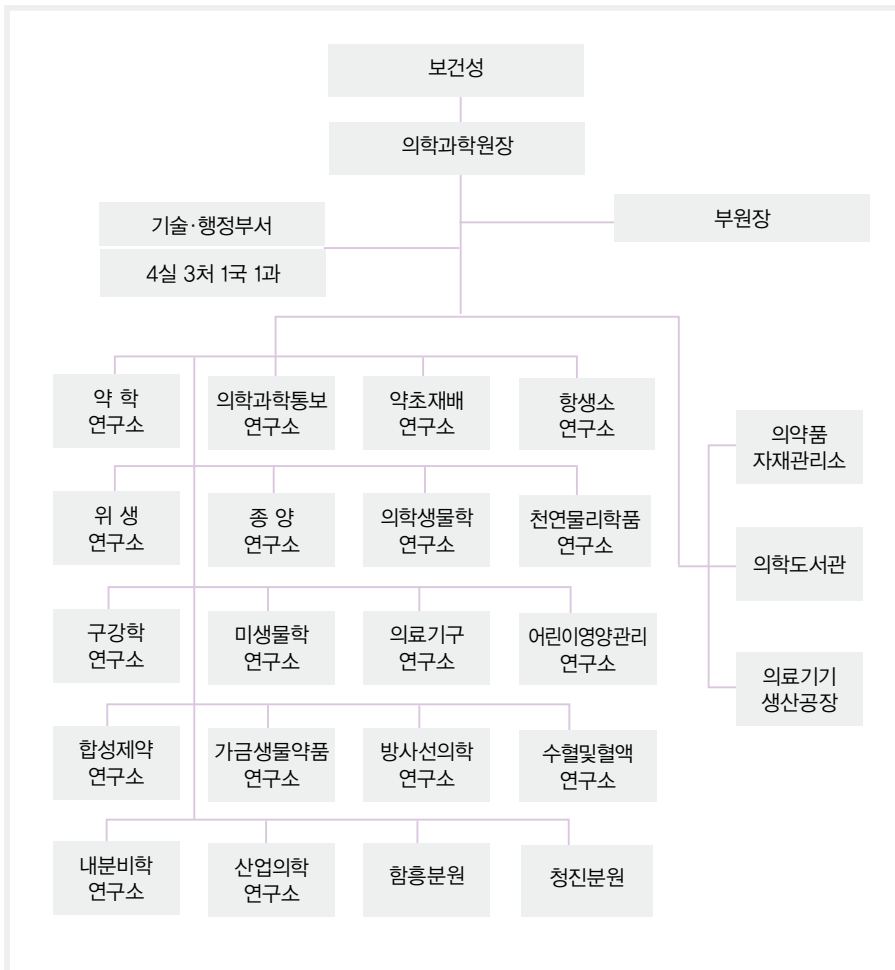 보건성
의학과학원장
기술·행정부서
4실 3처 1국 1과
부원장
약 학
연구소
의학과학통보
연구소
약초재배
연구소
항생소
연구소
위 생
연구소
종 양
연구소
의학생물학
연구소
천연물리학품
연구소
구강학
연구소
미생물학
연구소
의료기구
연구소
어린이영양관리
연구소
합성제약
연구소
가금생물약품
연구소
방사선의학
연구소
수혈및혈액
연구소
내분비학
연구소
산업의학
연구소
함흥분원
청진분원
의약품
자재관리소
의학도서관
의료기기
생산공장